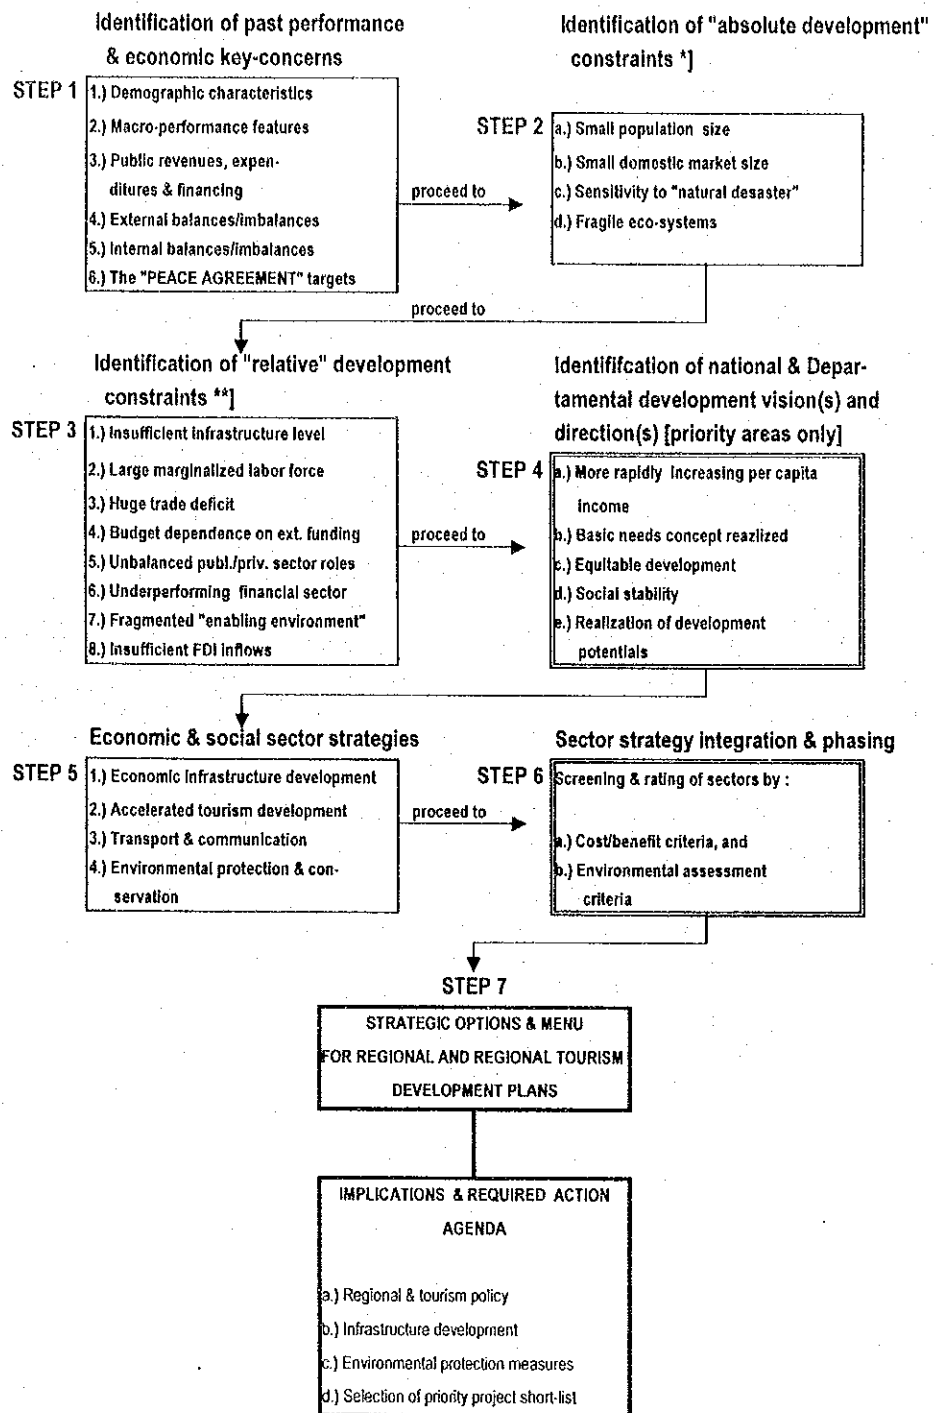 Identification of past performance
& economic key-concerns
STEP 1
1.) Demographic characteristics
2.) Macro-performance features
3.) Public revenues, expen-
ditures & financing
4.) External balances/imbalances
5.) Internal balances/imbalances
6.) The "PEACE AGREEMENT" targets
proceed to
Identification of "absolute development"
constraints *]
STEP 2
a.) Small population size
b.) Small domostic market size
c.) Sensitivity to "natural desaster"
d.) Fragile eco-systems
proceed to
Identification of "relative" development
constraints **]
STEP 3
1.) Insufficient infrastructure level
2.) Large marginalized labor force
3.) Huge trade deficit
4.) Budget dependence on ext. funding
5.) Unbalanced publ./priv. sector roles
6.) Underperforming financial sector
7.) Fragmented "enabling environment"
8.) Insufficient FDI inflows
proceed to
Identififcation of national & Depar-
tamental development vision(s) and
direction(s) [priority areas only]
STEP 4
a.) More rapidly increasing per capita
income
b.) Basic needs concept reazlized
c.) Equitable development
d.) Social stability
e.) Realization of development
potentials
Economic & social sector strategies
STEP 5
1.) Economic infrastructure development
2.) Accelerated tourism development
3.) Transport & communication
4.) Environmental protection & con-
servation
proceed to
Sector strategy integration & phasing
STEP 6
Screening & rating of sectors by :
a.) Cost/benefit criteria, and
b.) Environmental assessment
criteria
STEP 7
STRATEGIC OPTIONS & MENU
FOR REGIONAL AND REGIONAL TOURISM
DEVELOPMENT PLANS
IMPLICATIONS & REQUIRED ACTION
AGENDA
a.) Regional & tourism policy
b.) Infrastructure development
c.) Environmental protection measures
d.) Selection of priority project short-list